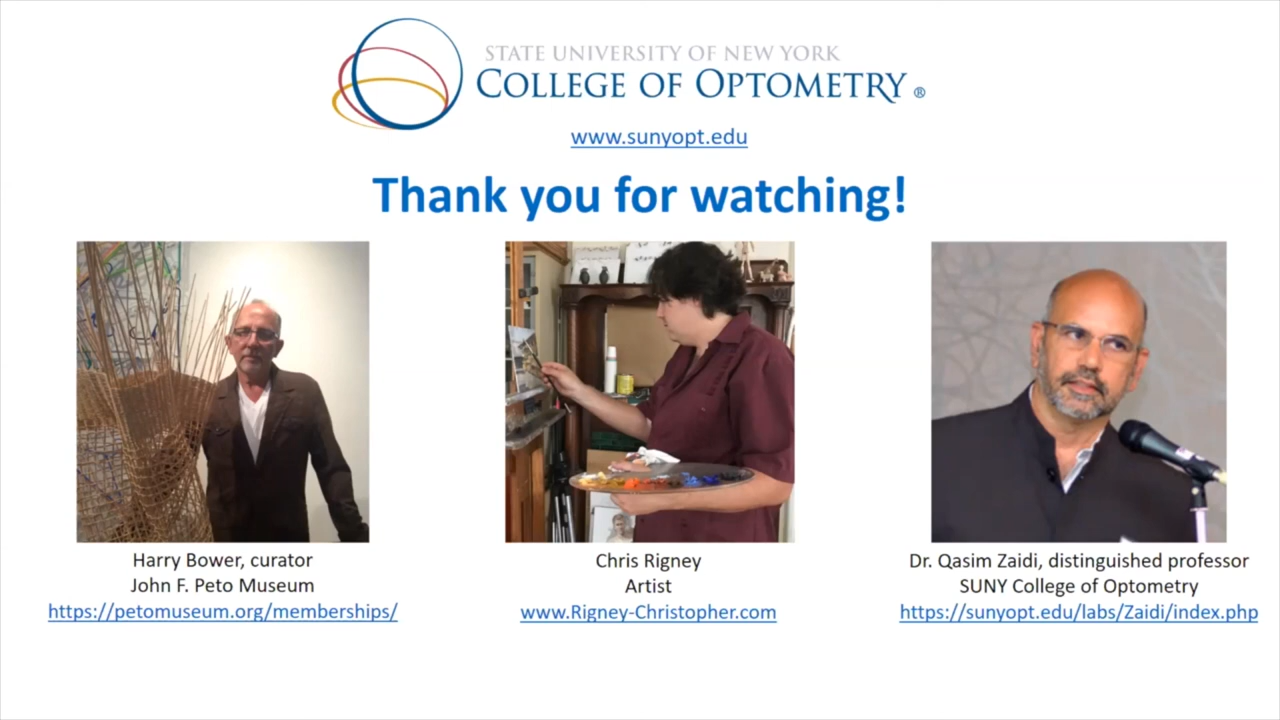 STATE UNIVERSITY OF NEW YORK
COLLEGE OF OPTOMETRY ®
www.sunyopt.edu
Thank you for watching!
Harry Bower, curator
John F. Peto Museum
https://petomuseum.org/memberships/
Chris Rigney
Artist
www.Rigney-Christopher.com
Dr. Qasim Zaidi, distinguished professor
SUNY College of Optometry
https://sunyopt.edu/labs/Zaidi/index.php